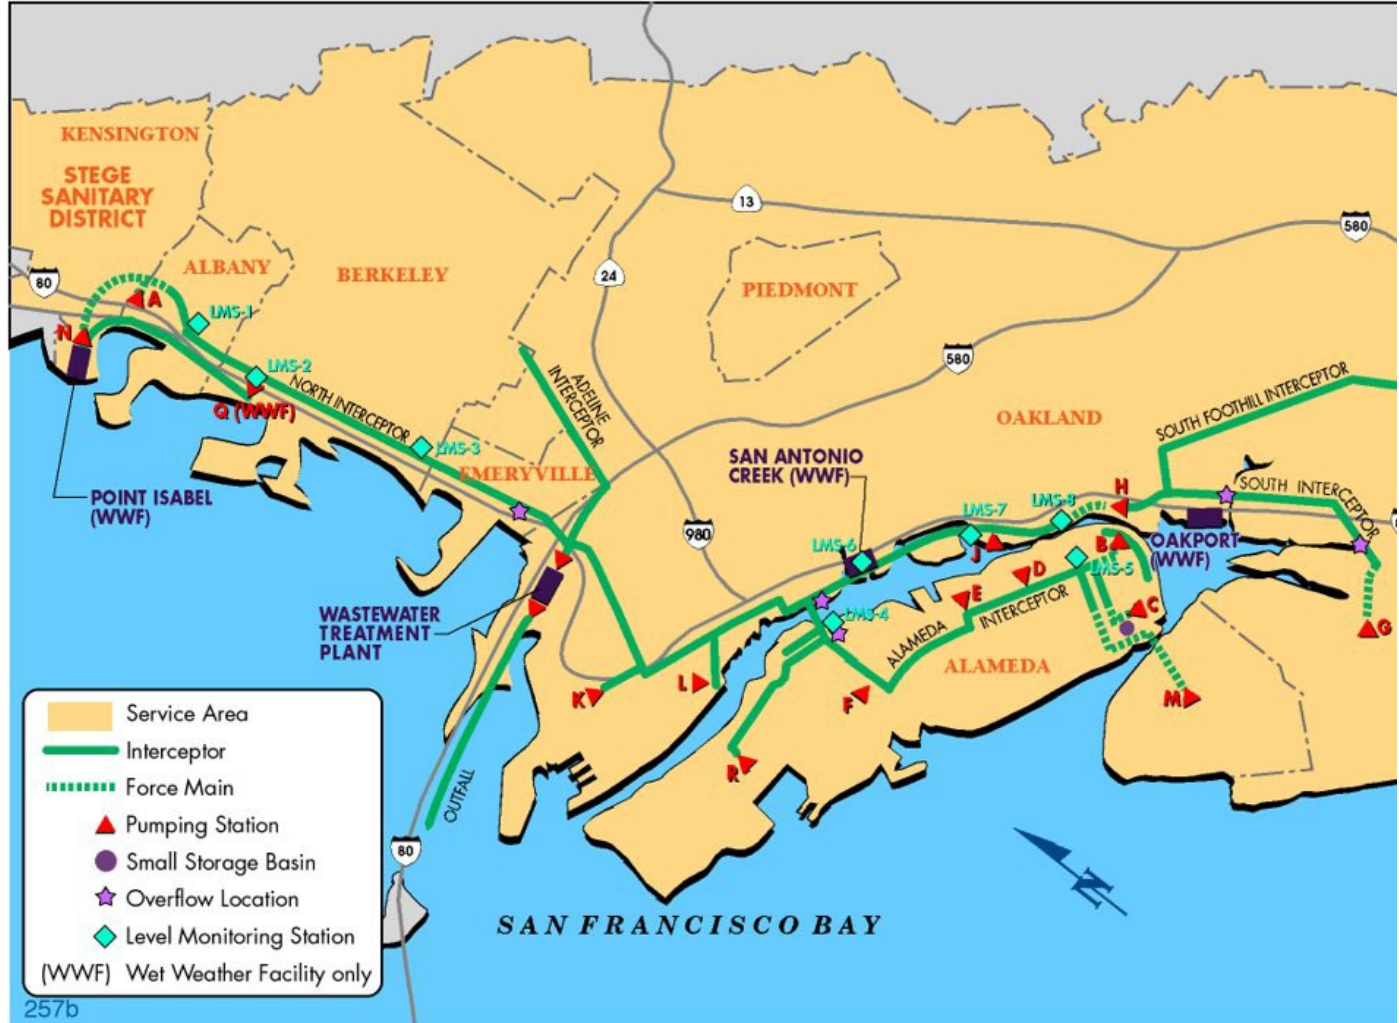 KENSINGTON
STEGE
SANITARY
DISTRICT
ALBANY
BERKELEY
13
580
80
24
PIEDMONT
A
LMS-1
N
580
LMS-2
NORTH INTERCEPTOR
Q (WWF)
ADELINE
INTERCEPTOR
SOUTH FOOTHILL INTERCEPTOR
OAKLAND
LMS-3
EMERYVILLE
SAN ANTONIO
CREEK (WWF)
POINT ISABEL
(WWF)
H
SOUTH INTERCEPTOR
LMS-7
LMS-8
980
LMS-6
J
B
OAKPORT
(WWF)
LMS-5
D
E
WASTEWATER
TREATMENT
PLANT
LMS-4
C
G
ALAMEDA
INTERCEPTOR
ALAMEDA
K
L
F
M
R
OUTFALL
80
N
SAN FRANCISCO BAY
Service Area
Interceptor
Force Main
Pumping Station
Small Storage Basin
Overflow Location
Level Monitoring Station
(WWF) Wet Weather Facility only
257b